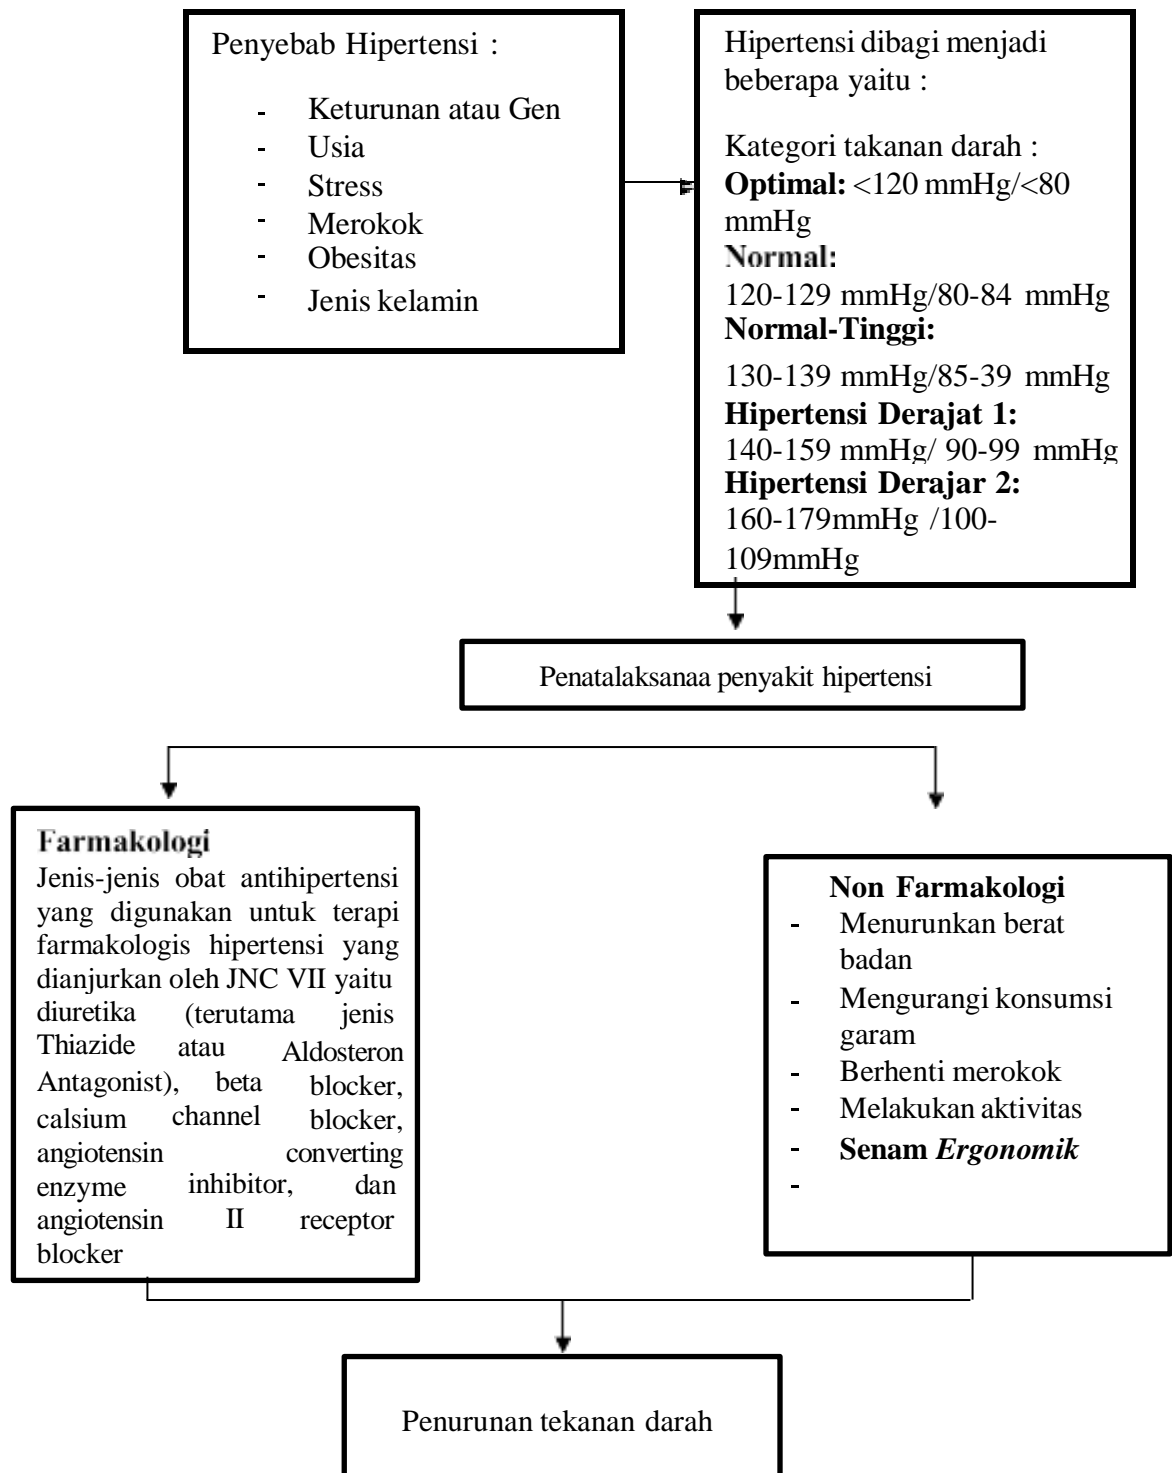 Penyebab Hipertensi :
- Keturunan atau Gen
- Usia
- Stress
- Merokok
- Obesitas
- Jenis kelamin
Hipertensi dibagi menjadi
beberapa yaitu :
Kategori takanan darah :
Optimal: <120 mmHg/<80
mmHg
Normal:
120-129 mmHg/80-84 mmHg
Normal-Tinggi:
130-139 mmHg/85-39 mmHg
Hipertensi Derajat 1:
140-159 mmHg/ 90-99 mmHg
Hipertensi Derajar 2:
160-179mmHg /100-
109mmHg
Penatalaksanaa penyakit hipertensi
Farmakologi
Jenis-jenis obat antihipertensi
yang digunakan untuk terapi
farmakologis hipertensi yang
dianjurkan oleh JNC VII yaitu
diuretika (terutama jenis
Thiazide atau Aldosteron
Antagonist), beta blocker,
calsium channel blocker,
angiotensin converting
enzyme inhibitor, dan
angiotensin II receptor
blocker
Non Farmakologi
- Menurunkan berat
badan
- Mengurangi konsumsi
garam
- Berhenti merokok
- Melakukan aktivitas
- Senam Ergonomik
-
Penurunan tekanan darah